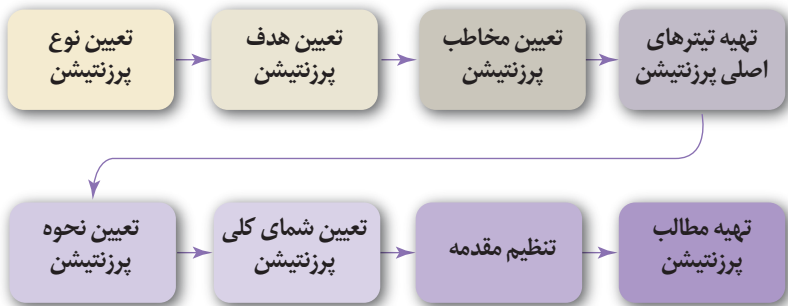 تعیین نوع
پرزنتیشن
تعیین هدف
پرزنتیشن
تعیین مخاطب
پرزنتیشن
تهیه تیترهای
اصلی پرزنتیشن
تعیین نحوه
پرزنتیشن
تعیین شمای کلی
پرزنتیشن
تنظیم مقدمه
تهیه مطالب
پرزنتیشن